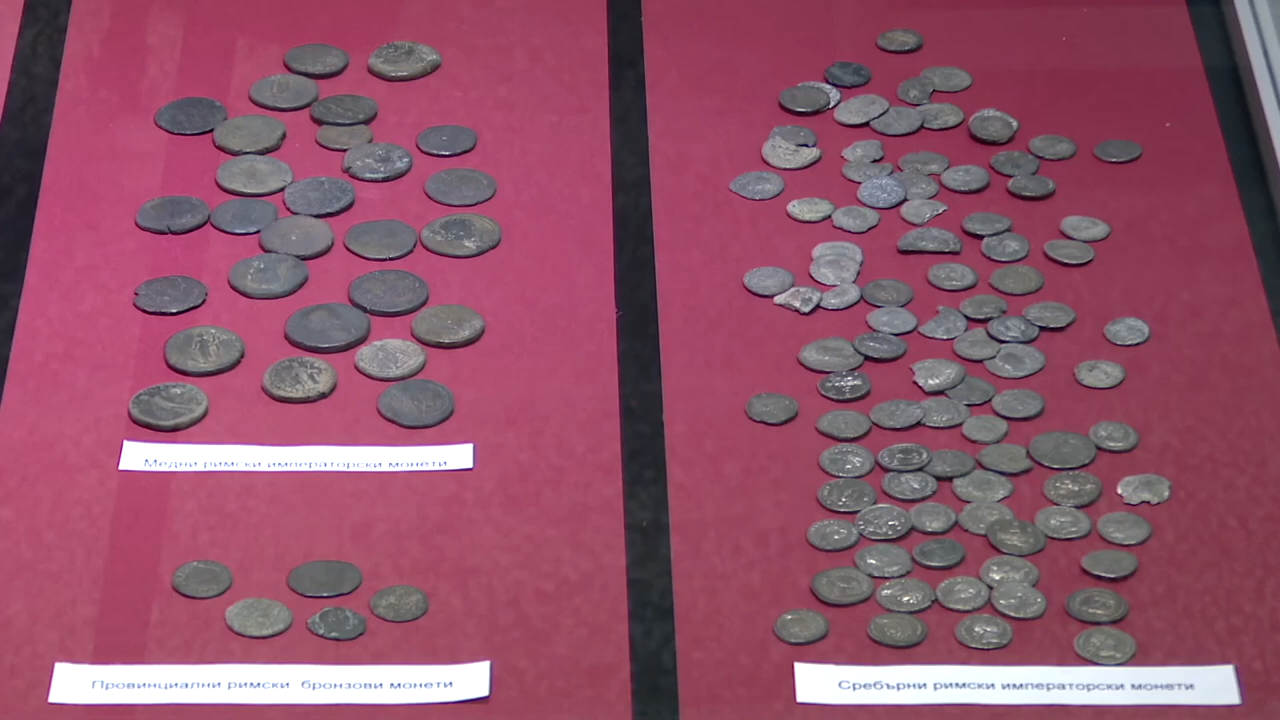 Медни римски императорски монети
Провинциални римски бронзови монети
Сребърни римски императорски монети